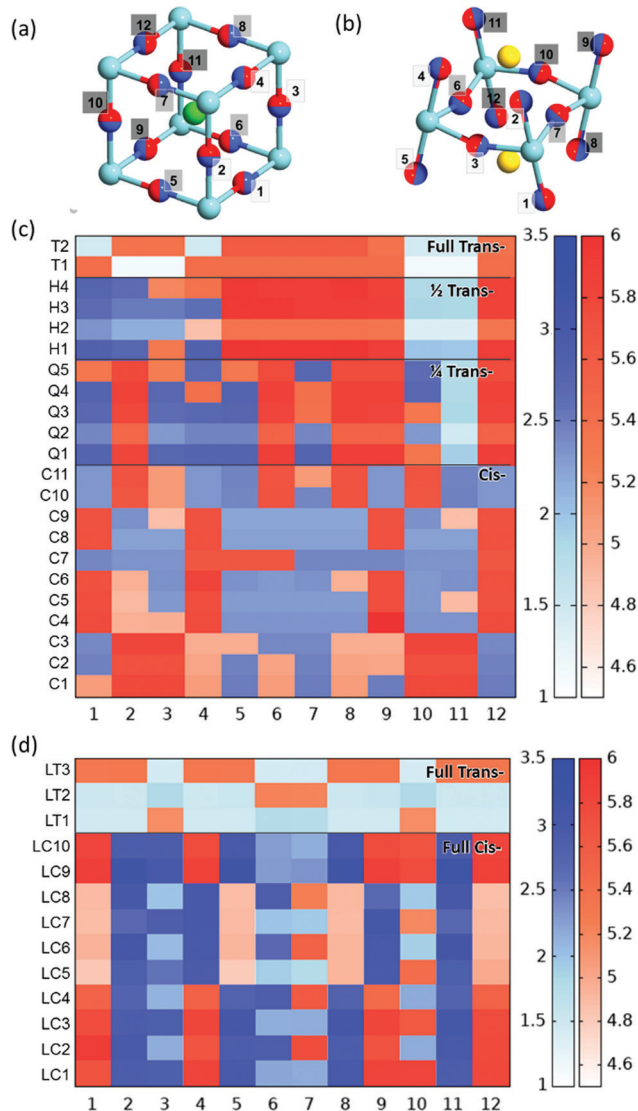 (a)
12
8
11
4
3
7
10
9
6
2
5
1
(b)
11
9
4
10
6
12
2
7
3
8
5
1
(c)
T2 Full Trans- 3.5 6
T1
H4 ½ Trans- 5.8
H3 3
H2 5.6
H1
Q5 ¼ Trans-
Q4 2.5 5.4
Q3
Q2
Q1 5.2
C11 Cis-
C10 2
C9 5
C8
C7
C6 4.8
C5 1.5
C4
C3 4.6
C2
C1 1
1 2 3 4 5 6 7 8 9 10 11 12
(d)
LT3 Full Trans- 3.5 6
LT2
LT1 5.8
LC10 Full Cis- 3
LC9 5.6
LC8 2.5 5.4
LC7
LC6 5.2
LC5 2
LC4 5
LC3 1.5 4.8
LC2
LC1 4.6
1
1 2 3 4 5 6 7 8 9 10 11 12